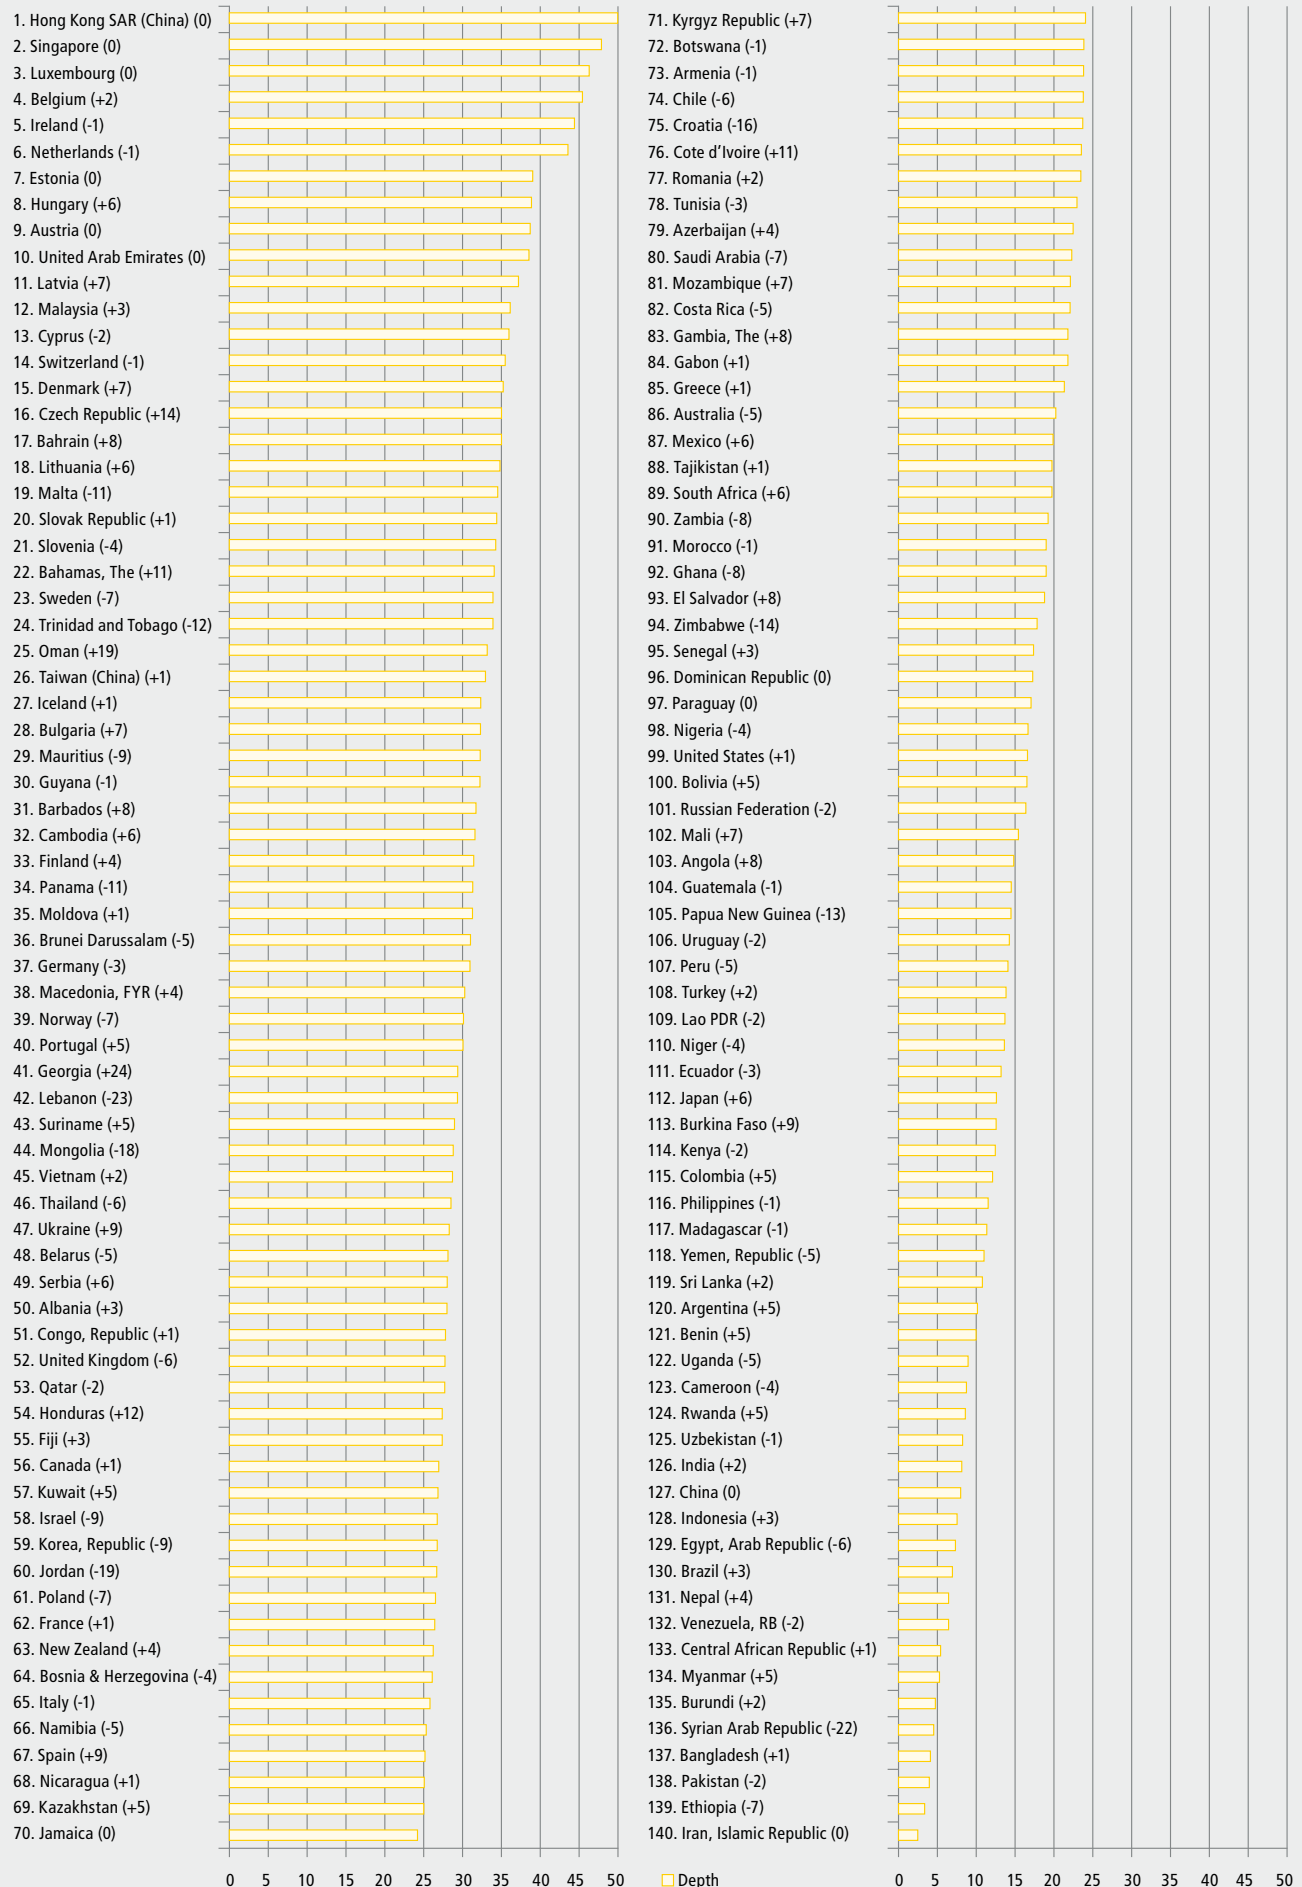 1. Hong Kong SAR (China) (0)
2. Singapore (0)
3. Luxembourg (0)
4. Belgium (+2)
5. Ireland (-1)
6. Netherlands (-1)
7. Estonia (0)
8. Hungary (+6)
9. Austria (0)
10. United Arab Emirates (0)
11. Latvia (+7)
12. Malaysia (+3)
13. Cyprus (-2)
14. Switzerland (-1)
15. Denmark (+7)
16. Czech Republic (+14)
17. Bahrain (+8)
18. Lithuania (+6)
19. Malta (-11)
20. Slovak Republic (+1)
21. Slovenia (-4)
22. Bahamas, The (+11)
23. Sweden (-7)
24. Trinidad and Tobago (-12)
25. Oman (+19)
26. Taiwan (China) (+1)
27. Iceland (+1)
28. Bulgaria (+7)
29. Mauritius (-9)
30. Guyana (-1)
31. Barbados (+8)
32. Cambodia (+6)
33. Finland (+4)
34. Panama (-11)
35. Moldova (+1)
36. Brunei Darussalam (-5)
37. Germany (-3)
38. Macedonia, FYR (+4)
39. Norway (-7)
40. Portugal (+5)
41. Georgia (+24)
42. Lebanon (-23)
43. Suriname (+5)
44. Mongolia (-18)
45. Vietnam (+2)
46. Thailand (-6)
47. Ukraine (+9)
48. Belarus (-5)
49. Serbia (+6)
50. Albania (+3)
51. Congo, Republic (+1)
52. United Kingdom (-6)
53. Qatar (-2)
54. Honduras (+12)
55. Fiji (+3)
56. Canada (+1)
57. Kuwait (+5)
58. Israel (-9)
59. Korea, Republic (-9)
60. Jordan (-19)
61. Poland (-7)
62. France (+1)
63. New Zealand (+4)
64. Bosnia & Herzegovina (-4)
65. Italy (-1)
66. Namibia (-5)
67. Spain (+9)
68. Nicaragua (+1)
69. Kazakhstan (+5)
70. Jamaica (0)
0 5 10 15 20 25 30 35 40 45 50
71. Kyrgyz Republic (+7)
72. Botswana (-1)
73. Armenia (-1)
74. Chile (-6)
75. Croatia (-16)
76. Cote d'Ivoire (+11)
77. Romania (+2)
78. Tunisia (-3)
79. Azerbaijan (+4)
80. Saudi Arabia (-7)
81. Mozambique (+7)
82. Costa Rica (-5)
83. Gambia, The (+8)
84. Gabon (+1)
85. Greece (+1)
86. Australia (-5)
87. Mexico (+6)
88. Tajikistan (+1)
89. South Africa (+6)
90. Zambia (-8)
91. Morocco (-1)
92. Ghana (-8)
93. El Salvador (+8)
94. Zimbabwe (-14)
95. Senegal (+3)
96. Dominican Republic (0)
97. Paraguay (0)
98. Nigeria (-4)
99. United States (+1)
100. Bolivia (+5)
101. Russian Federation (-2)
102. Mali (+7)
103. Angola (+8)
104. Guatemala (-1)
105. Papua New Guinea (-13)
106. Uruguay (-2)
107. Peru (-5)
108. Turkey (+2)
109. Lao PDR (-2)
110. Niger (-4)
111. Ecuador (-3)
112. Japan (+6)
113. Burkina Faso (+9)
114. Kenya (-2)
115. Colombia (+5)
116. Philippines (-1)
117. Madagascar (-1)
118. Yemen, Republic (-5)
119. Sri Lanka (+2)
120. Argentina (+5)
121. Benin (+5)
122. Uganda (-5)
123. Cameroon (-4)
124. Rwanda (+5)
125. Uzbekistan (-1)
126. India (+2)
127. China (0)
128. Indonesia (+3)
129. Egypt, Arab Republic (-6)
130. Brazil (+3)
131. Nepal (+4)
132. Venezuela, RB (-2)
133. Central African Republic (+1)
134. Myanmar (+5)
135. Burundi (+2)
136. Syrian Arab Republic (-22)
137. Bangladesh (+1)
138. Pakistan (-2)
139. Ethiopia (-7)
140. Iran, Islamic Republic (0)
Depth
0 5 10 15 20 25 30 35 40 45 50